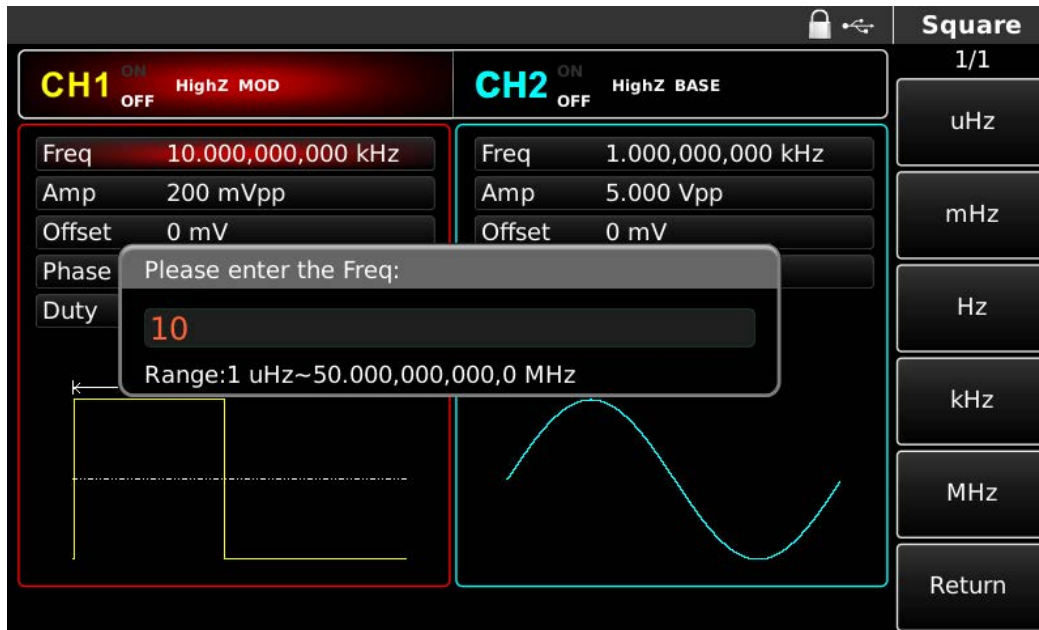 Square
1/1
CH1 ON OFF HighZ MOD
CH2 ON OFF HighZ BASE
Freq 10.000,000,000 kHz
Amp 200 mVpp
Offset 0 mV
Phase
Duty
Freq 1.000,000,000 kHz
Amp 5.000 Vpp
Offset 0 mV
Please enter the Freq:
10
Range:1 uHz~50.000,000,000,0 MHz
uHz
mHz
Hz
kHz
MHz
Return